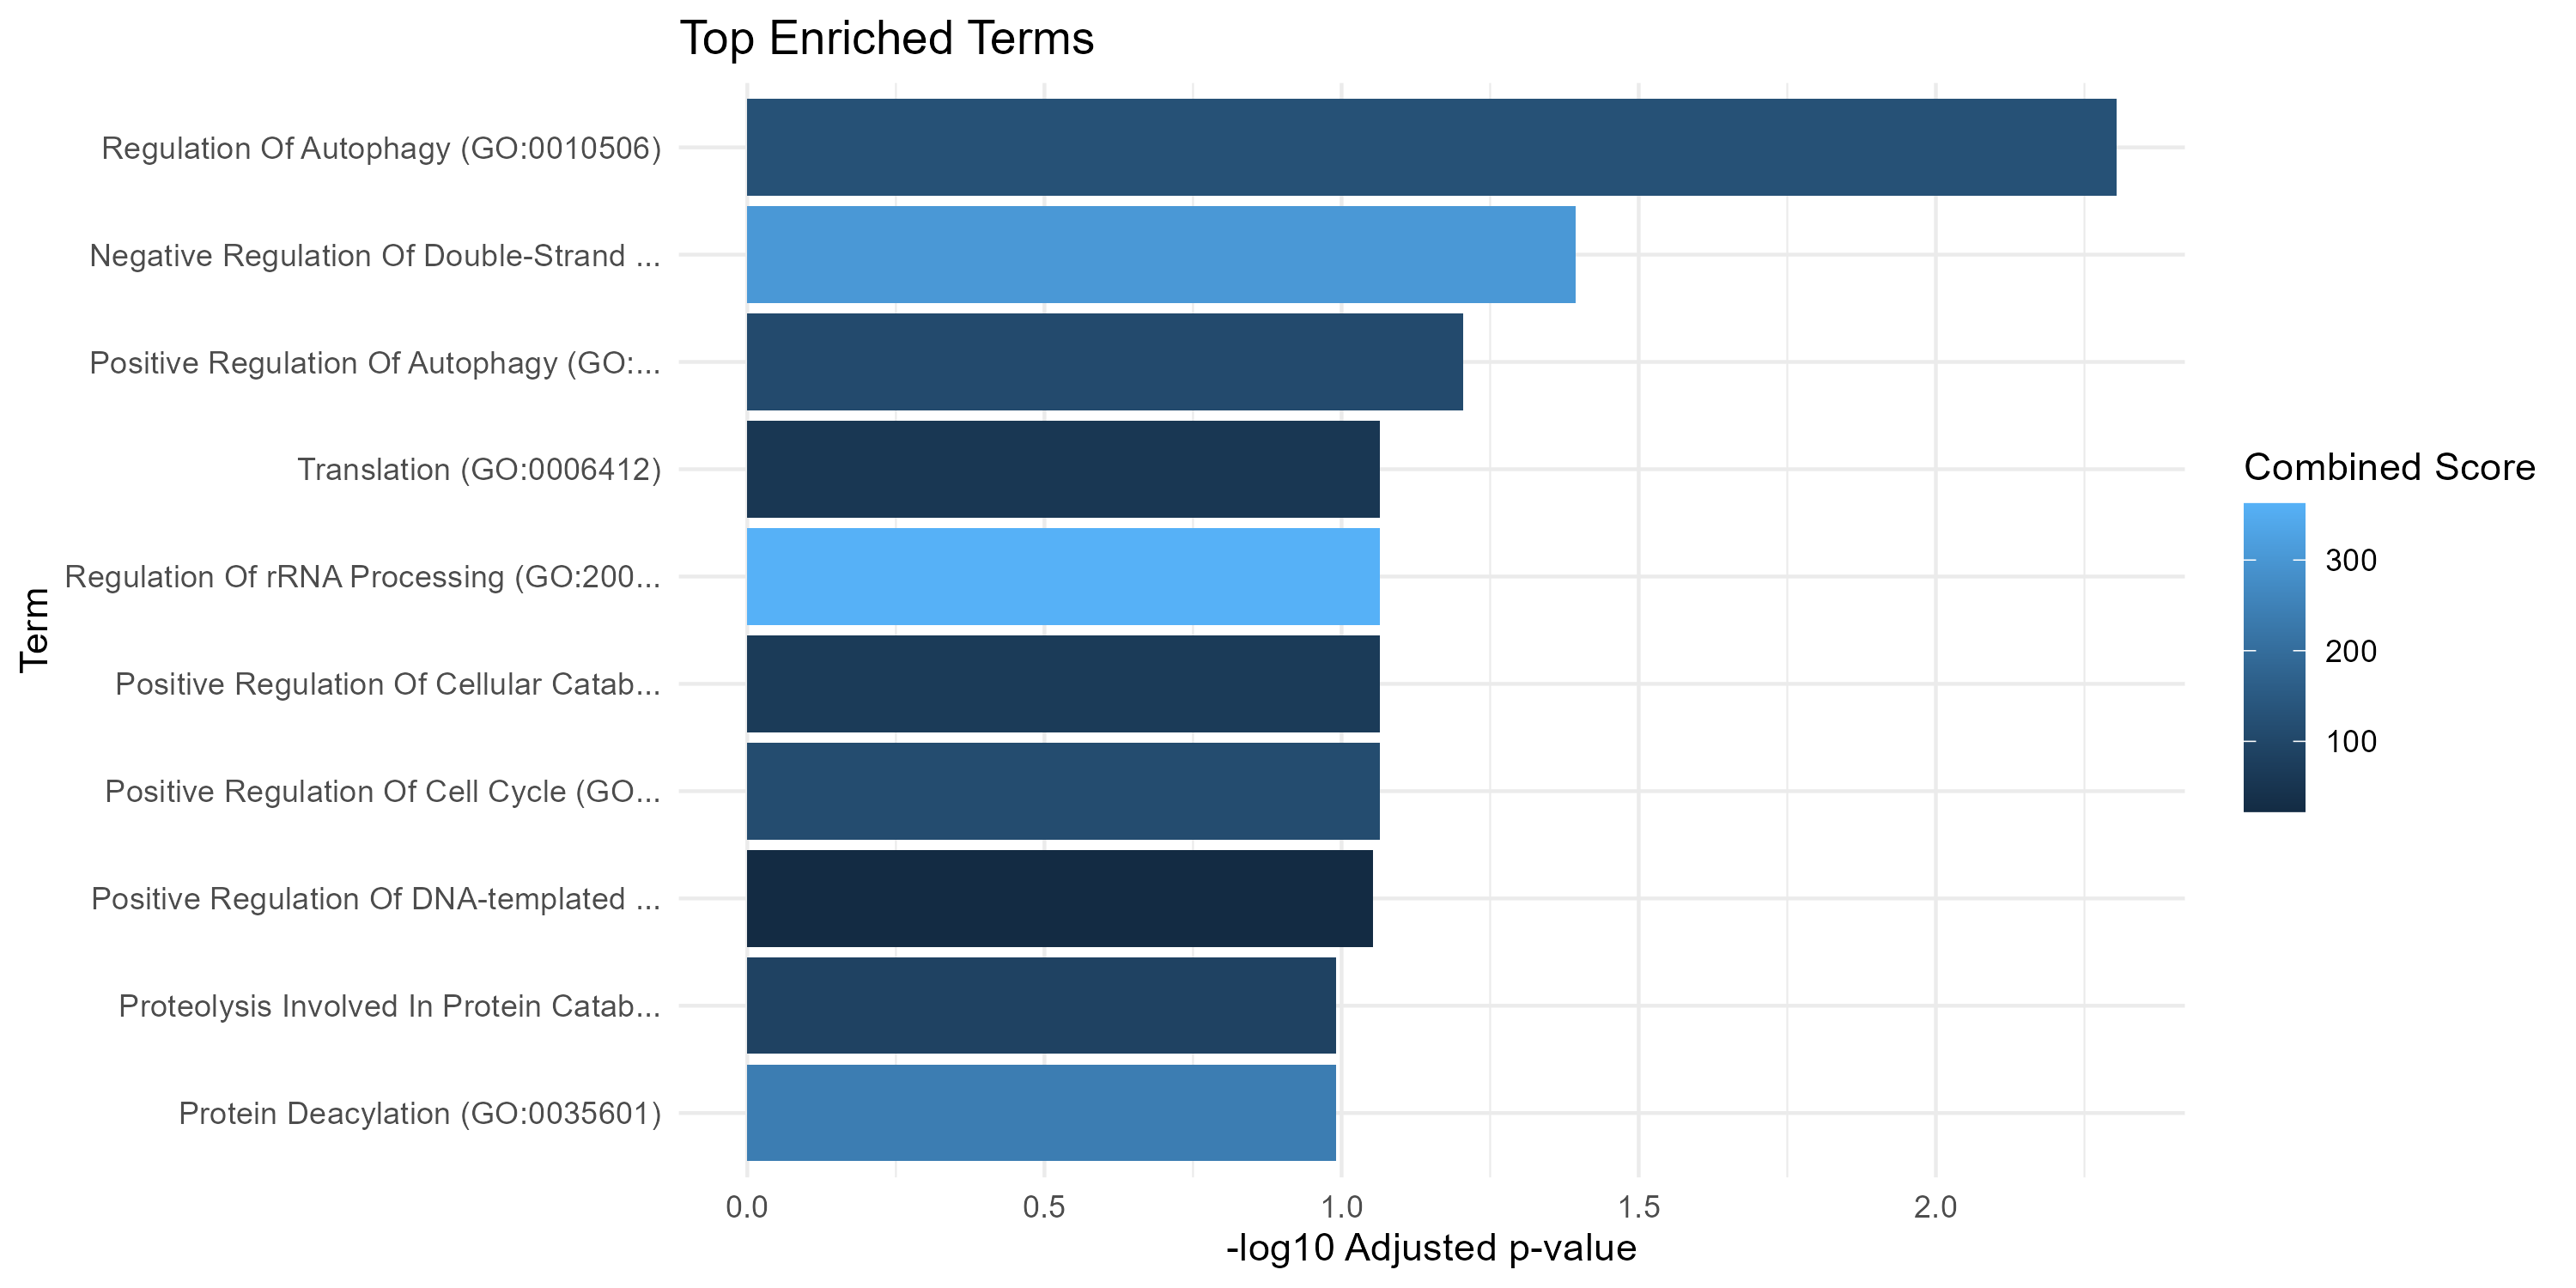 Top Enriched Terms
Regulation Of Autophagy (GO:0010506)
Negative Regulation Of Double-Strand ...
Positive Regulation Of Autophagy (GO:...
Translation (GO:0006412)
Regulation Of rRNA Processing (GO:200...
Positive Regulation Of Cellular Catab...
Positive Regulation Of Cell Cycle (GO...
Positive Regulation Of DNA-templated ...
Proteolysis Involved In Protein Catab...
Protein Deacylation (GO:0035601)
Term
0.0 0.5 1.0 1.5 2.0
-log10 Adjusted p-value
Combined Score
300
200
100